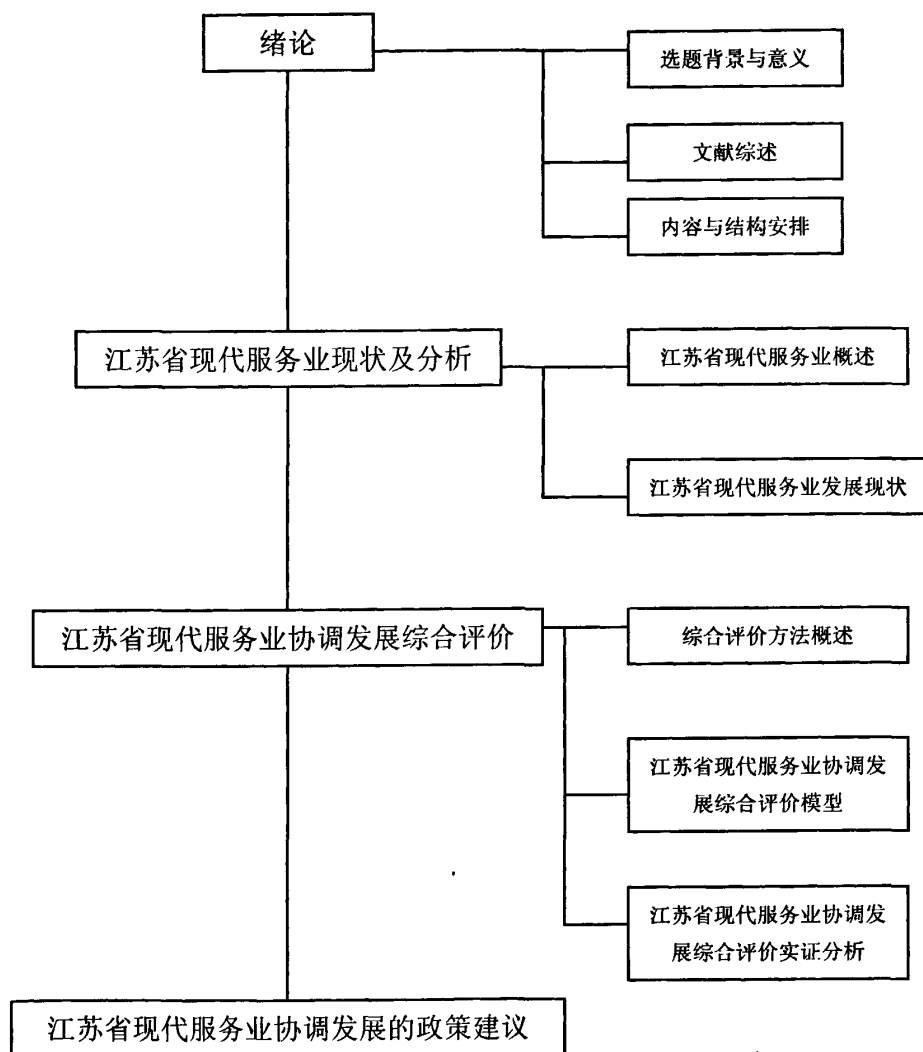 绪论
选题背景与意义
文献综述
内容与结构安排
江苏省现代服务业现状及分析
江苏省现代服务业概述
江苏省现代服务业发展现状
江苏省现代服务业协调发展综合评价
综合评价方法概述
江苏省现代服务业协调发
展综合评价模型
江苏省现代服务业协调发
展综合评价实证分析
江苏省现代服务业协调发展的政策建议